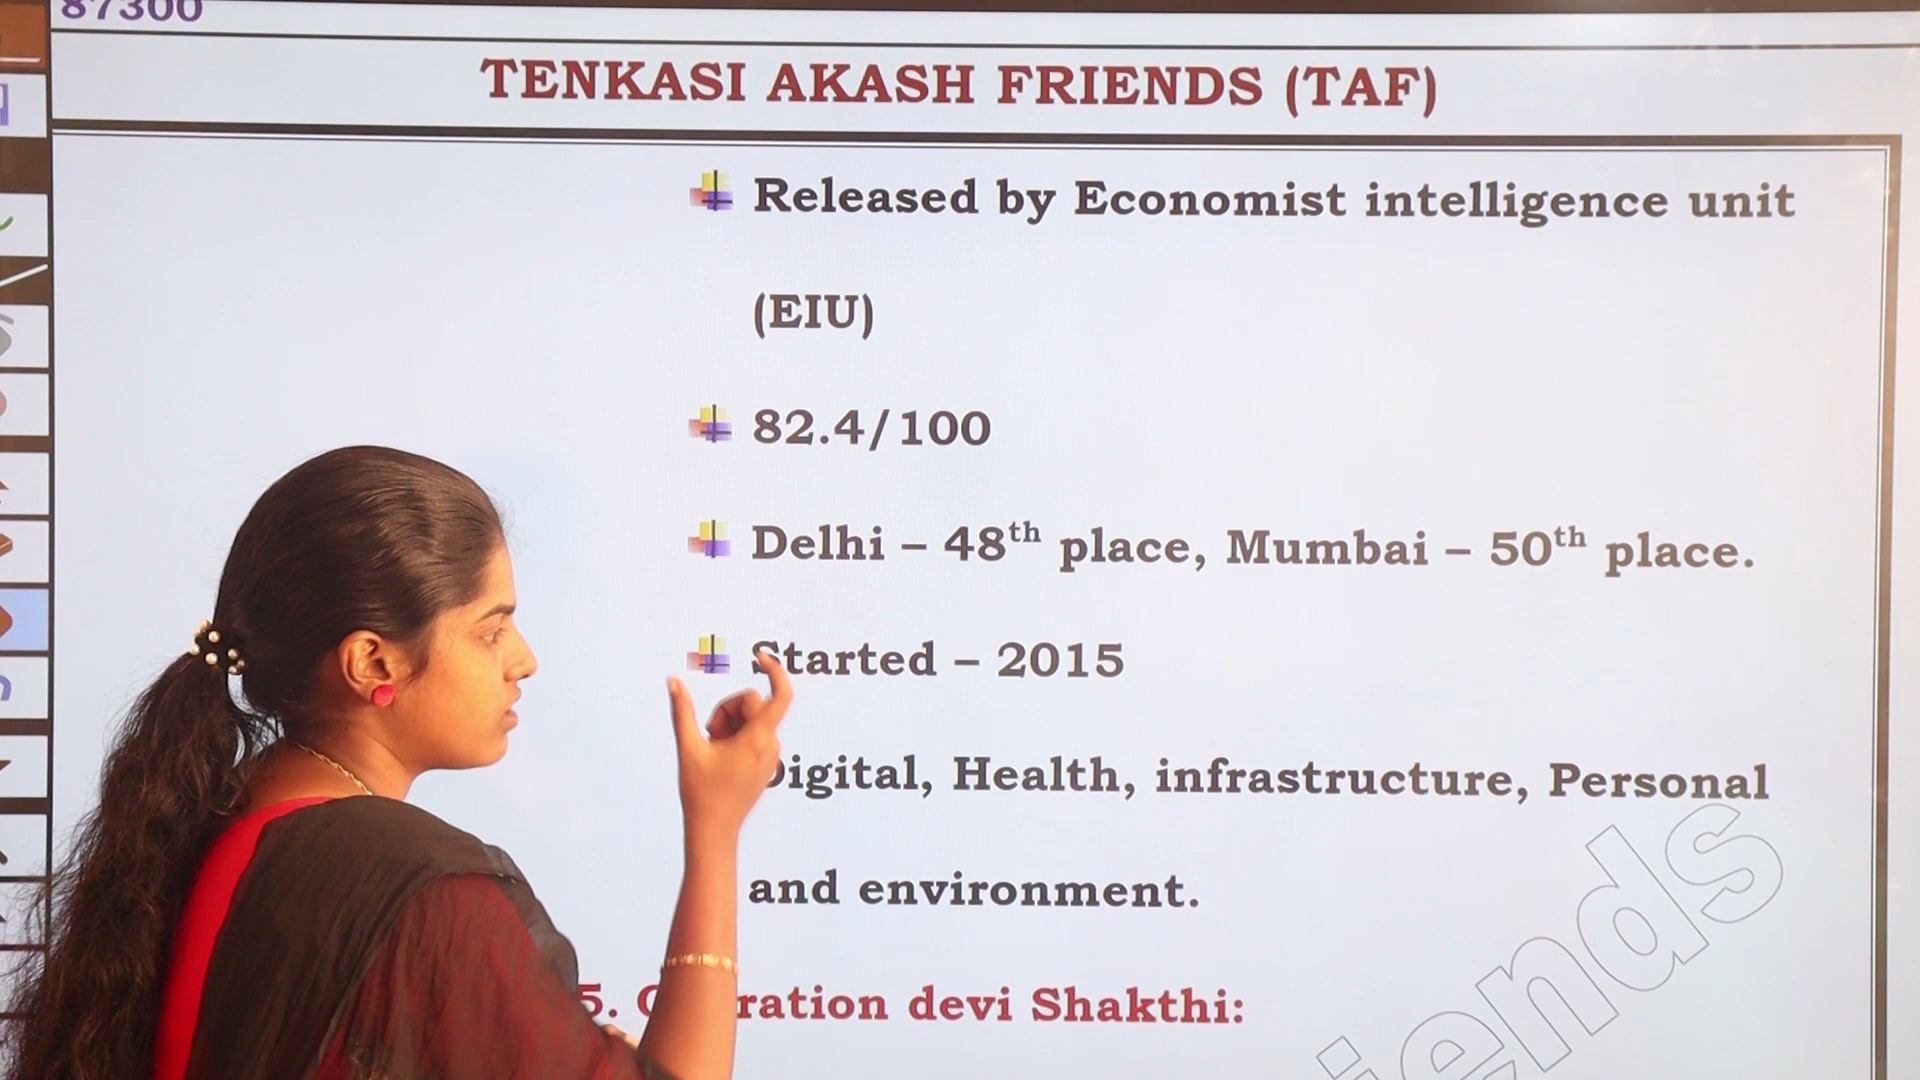 87300
TENKASI AKASH FRIENDS (TAF)
Released by Economist intelligence unit
(EIU)
82.4/100
Delhi – 48th place, Mumbai – 50th place.
Started – 2015
Digital, Health, infrastructure, Personal
and environment.
5. Operation devi Shakthi:
iends